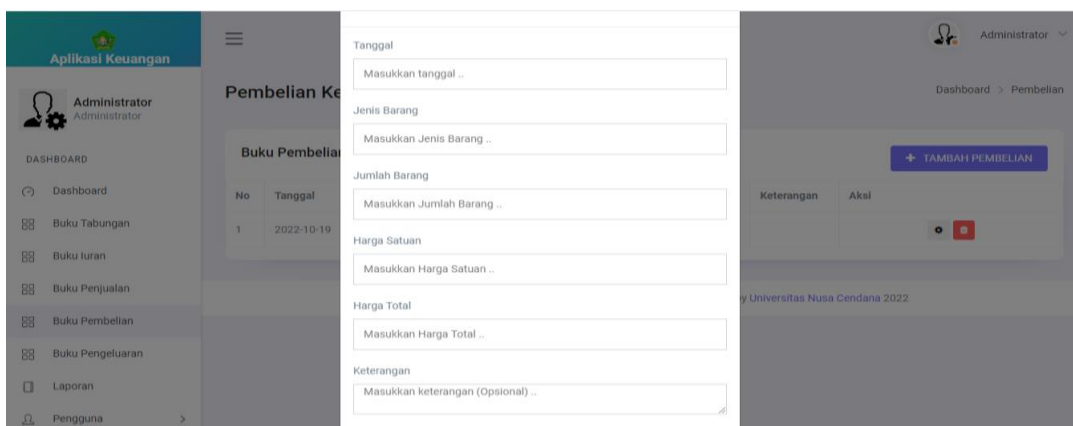 Aplikasi Keuangan
Administrator
Administrator
DASHBOARD
Dashboard
Buku Tabungan
Buku Iuran
Buku Penjualan
Buku Pembelian
Buku Pengeluaran
Laporan
Pengguna
Administrator
Pembelian Ke
Dashboard > Pembelian
Buku Pembelian
+ TAMBAH PEMBELIAN
No Tanggal Keterangan Aksi
1 2022-10-19
y Universitas Nusa Cendana 2022
Tanggal
Masukkan tanggal ..
Jenis Barang
Masukkan Jenis Barang ..
Jumlah Barang
Masukkan Jumlah Barang ..
Harga Satuan
Masukkan Harga Satuan ..
Harga Total
Masukkan Harga Total ..
Keterangan
Masukkan keterangan (Opsional) ..